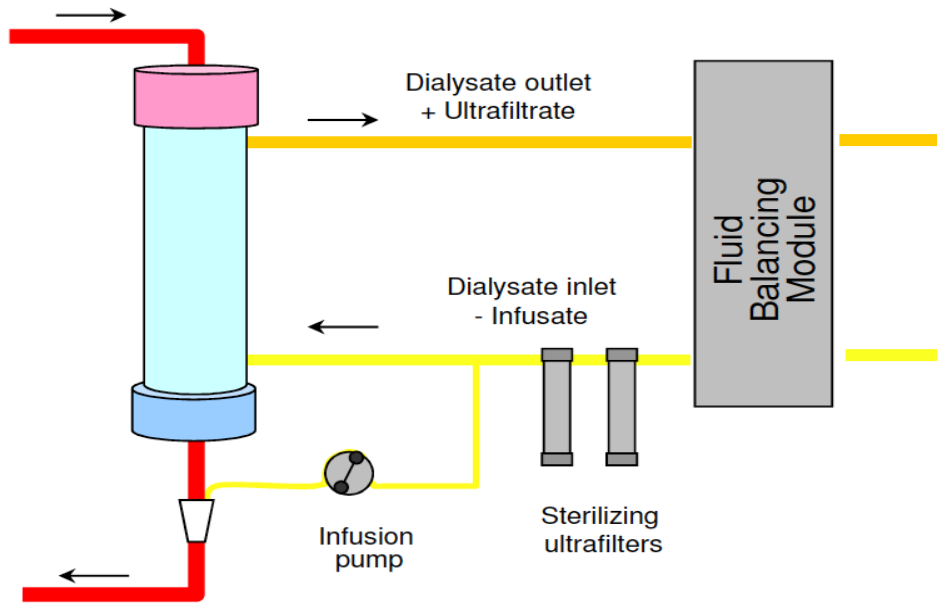 Dialysate outlet
+ Ultrafiltrate
Fluid
Balancing
Module
Dialysate inlet
- Infusate
Infusion
pump
Sterilizing
ultrafilters